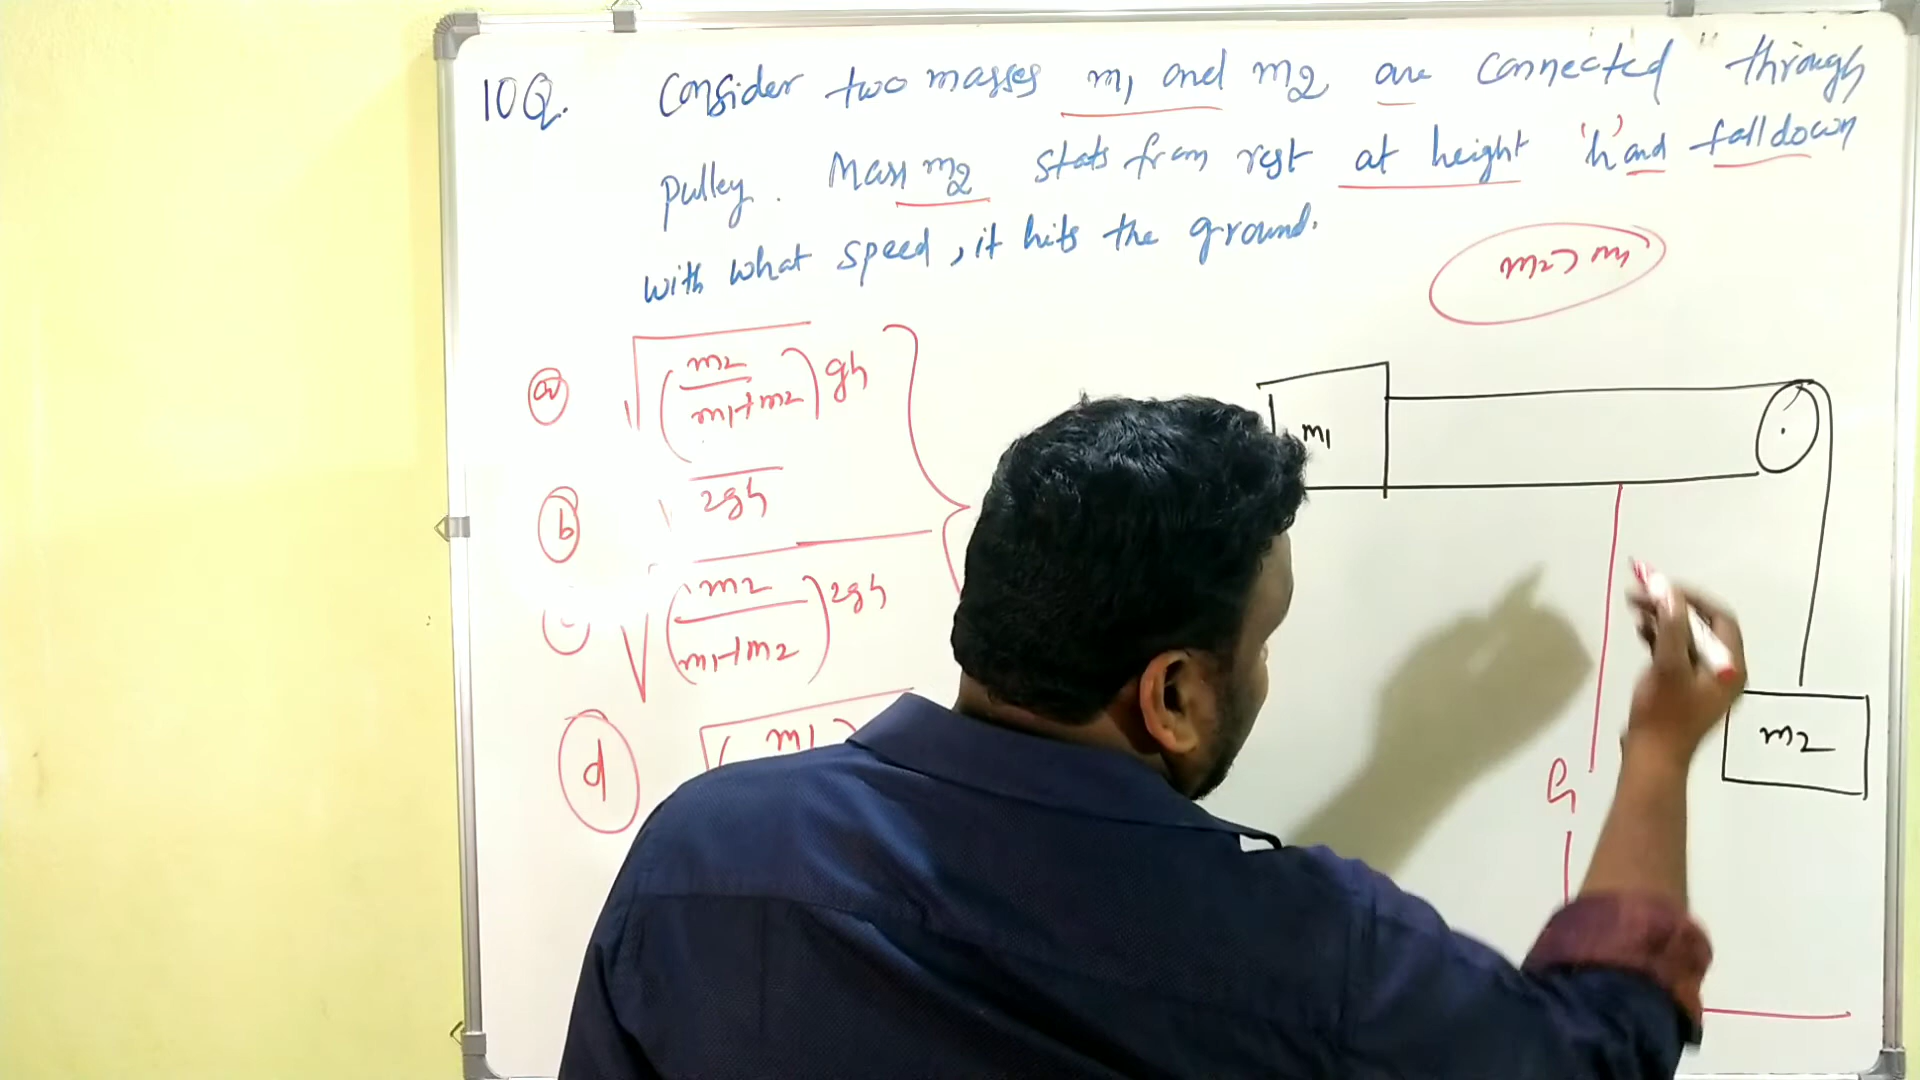 10Q. Consider two masses m1 and m2 are connected through
pulley. Mass m2 stats from rest at height 'h' and fall down
with what speed, it hits the ground.
m2 > m1
a √(m2/m1+m2) gh
b √2gh
c √(m2/m1+m2) 2gh
d √(m1
m1
h
m2